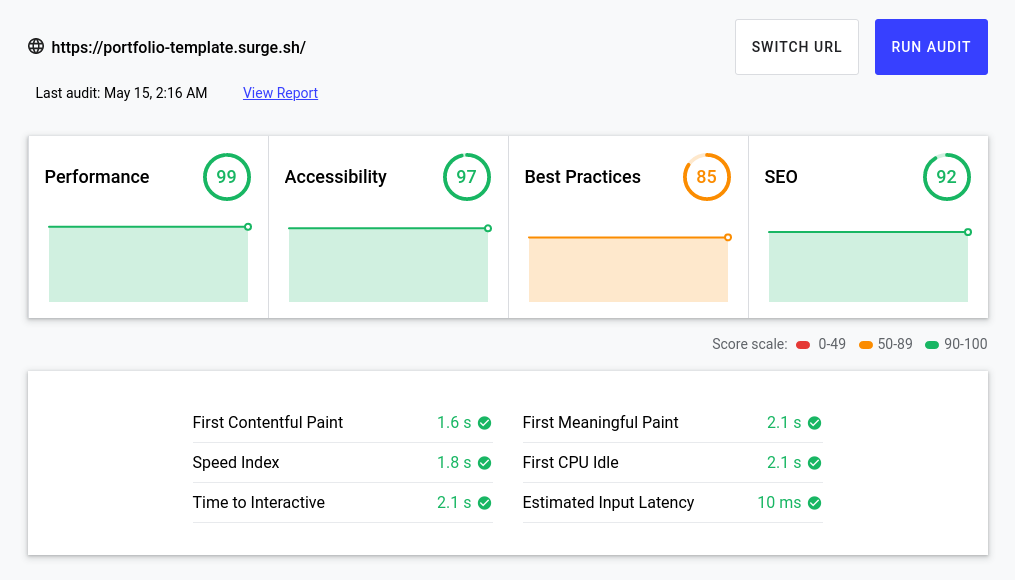 https://portfolio-template.surge.sh/
SWITCH URL
RUN AUDIT
Last audit: May 15, 2:16 AM
View Report
Performance 99
Accessibility 97
Best Practices 85
SEO 92
Score scale: 0-49 50-89 90-100
First Contentful Paint 1.6 s
First Meaningful Paint 2.1 s
Speed Index 1.8 s
First CPU Idle 2.1 s
Time to Interactive 2.1 s
Estimated Input Latency 10 ms